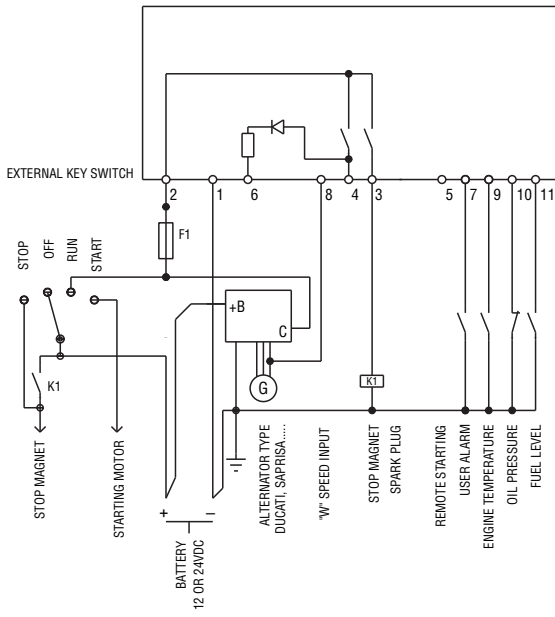 EXTERNAL KEY SWITCH
2
1
6
8
4
3
5
7
9
10
11
F1
STOP
OFF
RUN
START
+B
C
G
K1
K1
STOP MAGNET
STARTING MOTOR
+
–
BATTERY
12 OR 24VDC
ALTERNATOR TYPE
DUCATI, SAPRISA.....
"W" SPEED INPUT
STOP MAGNET
SPARK PLUG
REMOTE STARTING
USER ALARM
ENGINE TEMPERATURE
OIL PRESSURE
FUEL LEVEL